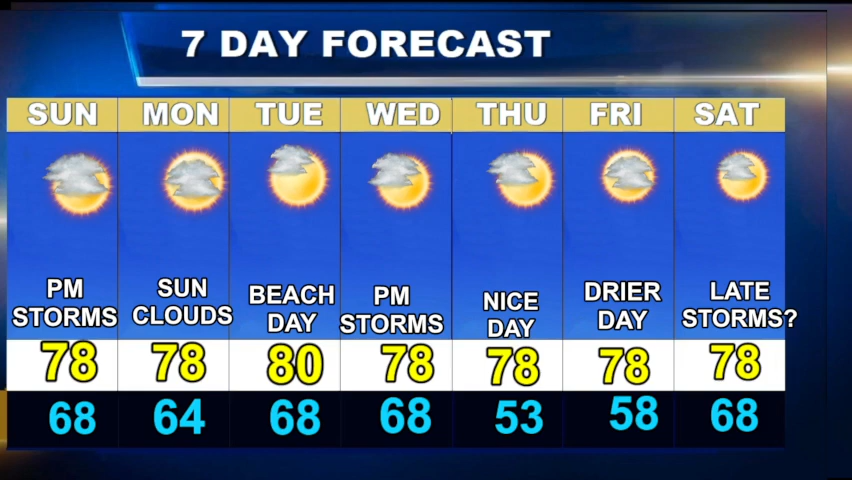 7 DAY FORECAST
SUN MON TUE WED THU FRI SAT
PM STORMS
SUN CLOUDS
BEACH DAY
PM STORMS
NICE DAY
DRIER DAY
LATE STORMS?
78 78 80 78 78 78 78
68 64 68 68 53 58 68